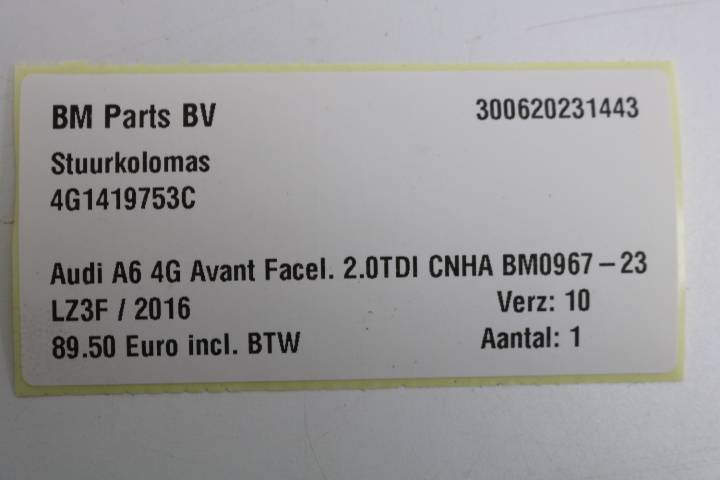 BM Parts BV 300620231443
Stuurkolomas
4G1419753C
Audi A6 4G Avant Facel. 2.0TDI CNHA BM0967-23
LZ3F / 2016 Verz: 10
89.50 Euro incl. BTW Aantal: 1